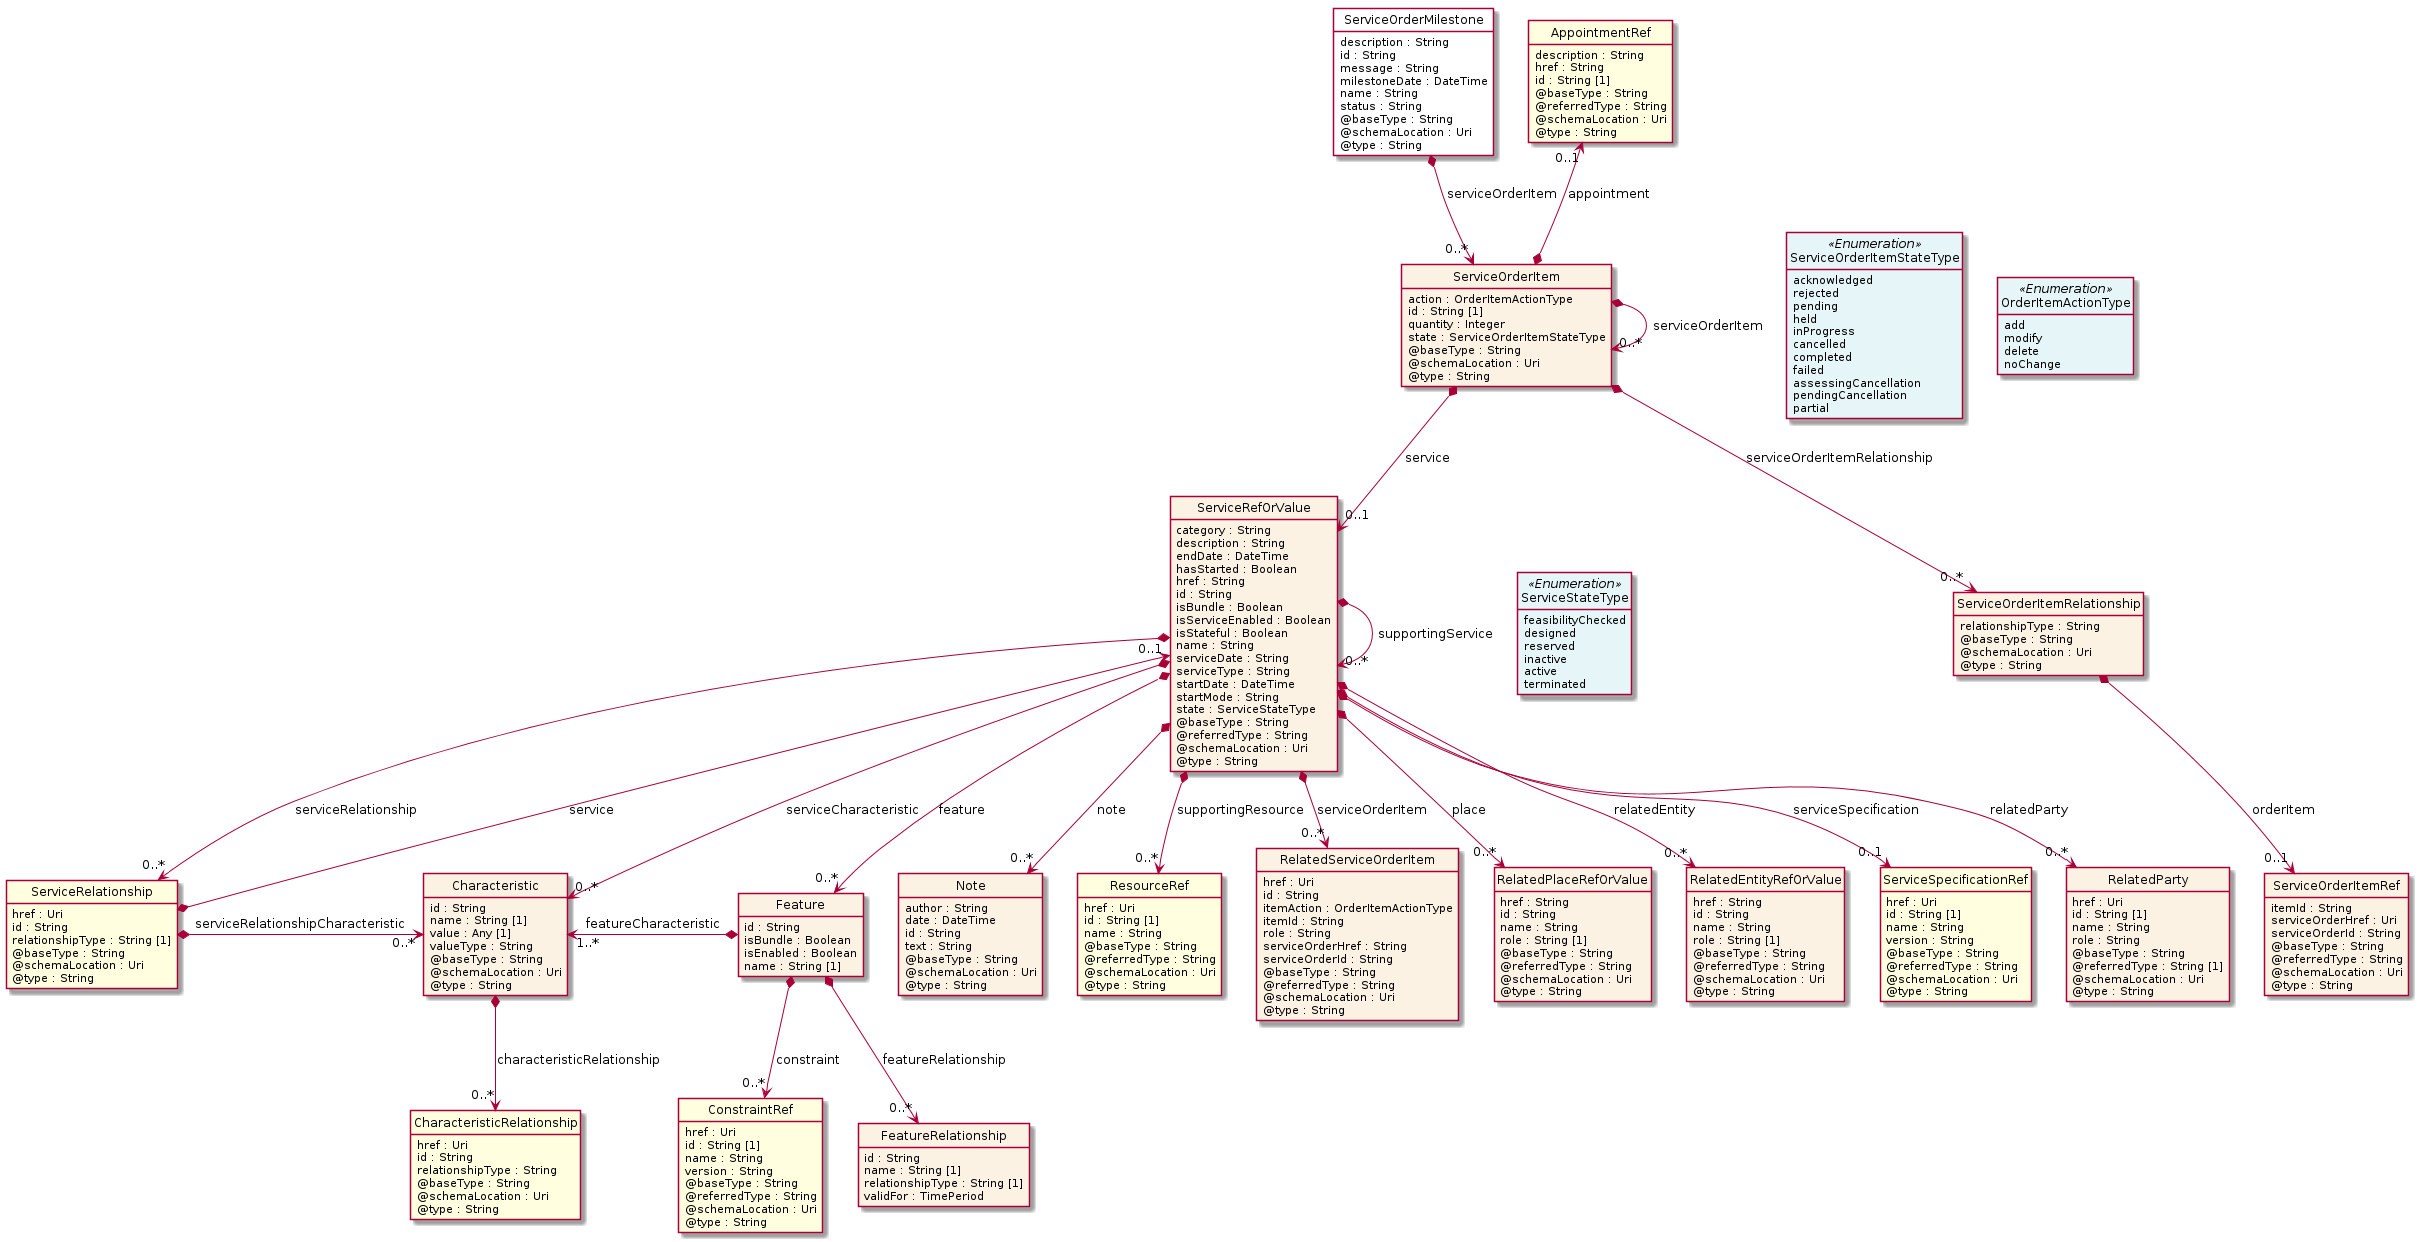 ServiceOrderMilestone
description : String
id : String
message : String
milestoneDate : DateTime
name : String
status : String
@baseType : String
@schemaLocation : Uri
@type : String
AppointmentRef
description : String
href : String
id : String [1]
@baseType : String
@referredType : String
@schemaLocation : Uri
@type : String
0..1
serviceOrderItem
appointment
0..*
ServiceOrderItem
action : OrderItemActionType
id : String [1]
quantity : Integer
state : ServiceOrderItemStateType
@baseType : String
@schemaLocation : Uri
@type : String
serviceOrderItem
0..*
«Enumeration»
ServiceOrderItemStateType
acknowledged
rejected
pending
held
inProgress
cancelled
completed
failed
assessingCancellation
pendingCancellation
partial
«Enumeration»
OrderItemActionType
add
modify
delete
noChange
service
serviceOrderItemRelationship
0..1
0..*
ServiceRefOrValue
category : String
description : String
endDate : DateTime
hasStarted : Boolean
href : String
id : String
isBundle : Boolean
isServiceEnabled : Boolean
isStateful : Boolean
name : String
serviceDate : String
serviceType : String
startDate : DateTime
startMode : String
state : ServiceStateType
@baseType : String
@referredType : String
@schemaLocation : Uri
@type : String
0..1
supportingService
0..*
«Enumeration»
ServiceStateType
feasibilityChecked
designed
reserved
inactive
active
terminated
ServiceOrderItemRelationship
relationshipType : String
@baseType : String
@schemaLocation : Uri
@type : String
serviceRelationship
service
serviceCharacteristic
feature
note
supportingResource
serviceOrderItem
place
relatedEntity
serviceSpecification
relatedParty
orderItem
0..*
0..*
0..*
0..*
0..*
0..*
0..*
0..*
0..1
0..*
0..1
ServiceRelationship
href : Uri
id : String
relationshipType : String [1]
@baseType : String
@schemaLocation : Uri
@type : String
serviceRelationshipCharacteristic
0..*
Characteristic
id : String
name : String [1]
value : Any [1]
valueType : String
@baseType : String
@schemaLocation : Uri
@type : String
featureCharacteristic
1..*
Feature
id : String
isBundle : Boolean
isEnabled : Boolean
name : String [1]
Note
author : String
date : DateTime
id : String
text : String
@baseType : String
@schemaLocation : Uri
@type : String
ResourceRef
href : Uri
id : String [1]
name : String
@baseType : String
@referredType : String
@schemaLocation : Uri
@type : String
RelatedServiceOrderItem
href : Uri
id : String
itemAction : OrderItemActionType
itemId : String
role : String
serviceOrderHref : String
serviceOrderId : String
@baseType : String
@referredType : String
@schemaLocation : Uri
@type : String
RelatedPlaceRefOrValue
href : String
id : String
name : String
role : String [1]
@baseType : String
@referredType : String
@schemaLocation : Uri
@type : String
RelatedEntityRefOrValue
href : String
id : String
name : String
role : String [1]
@baseType : String
@referredType : String
@schemaLocation : Uri
@type : String
ServiceSpecificationRef
href : Uri
id : String [1]
name : String
version : String
@baseType : String
@referredType : String
@schemaLocation : Uri
@type : String
RelatedParty
href : Uri
id : String [1]
name : String
role : String
@baseType : String
@referredType : String [1]
@schemaLocation : Uri
@type : String
ServiceOrderItemRef
itemId : String
serviceOrderHref : Uri
serviceOrderId : String
@baseType : String
@referredType : String
@schemaLocation : Uri
@type : String
characteristicRelationship
constraint
featureRelationship
0..*
0..*
0..*
CharacteristicRelationship
href : Uri
id : String
relationshipType : String
@baseType : String
@schemaLocation : Uri
@type : String
ConstraintRef
href : Uri
id : String [1]
name : String
version : String
@baseType : String
@referredType : String
@schemaLocation : Uri
@type : String
FeatureRelationship
id : String
name : String [1]
relationshipType : String [1]
validFor : TimePeriod